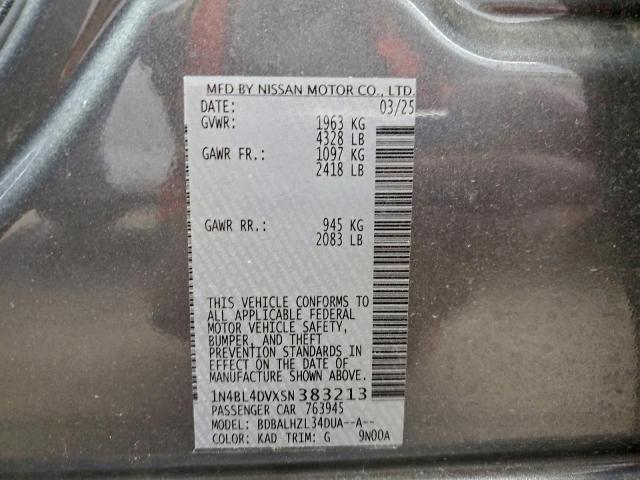 MFD BY NISSAN MOTOR CO., LTD.
DATE: 03/25
GVWR: 1963 KG
4328 LB
GAWR FR.: 1097 KG
2418 LB
GAWR RR.: 945 KG
2083 LB
THIS VEHICLE CONFORMS TO
ALL APPLICABLE FEDERAL
MOTOR VEHICLE SAFETY,
BUMPER, AND THEFT
PREVENTION STANDARDS IN
EFFECT ON THE DATE OF
MANUFACTURE SHOWN ABOVE.
1N4BL4DVXSN383213
PASSENGER CAR 763945
MODEL: BDBALHZL34DUA--A--
COLOR: KAD TRIM: G 9N00A